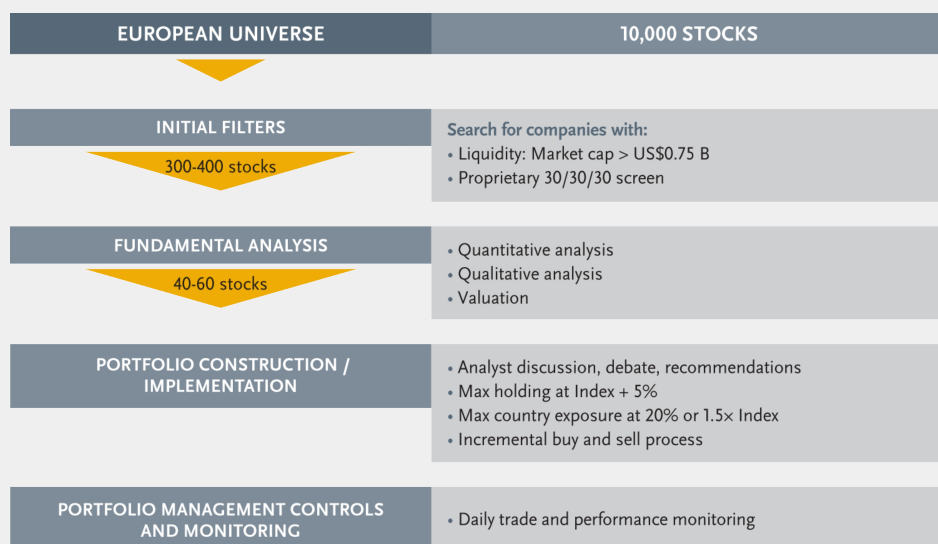 EUROPEAN UNIVERSE
10,000 STOCKS
INITIAL FILTERS
300-400 stocks
Search for companies with:
• Liquidity: Market cap > US$0.75 B
• Proprietary 30/30/30 screen
FUNDAMENTAL ANALYSIS
40-60 stocks
• Quantitative analysis
• Qualitative analysis
• Valuation
PORTFOLIO CONSTRUCTION /
IMPLEMENTATION
• Analyst discussion, debate, recommendations
• Max holding at Index + 5%
• Max country exposure at 20% or 1.5× Index
• Incremental buy and sell process
PORTFOLIO MANAGEMENT CONTROLS
AND MONITORING
• Daily trade and performance monitoring